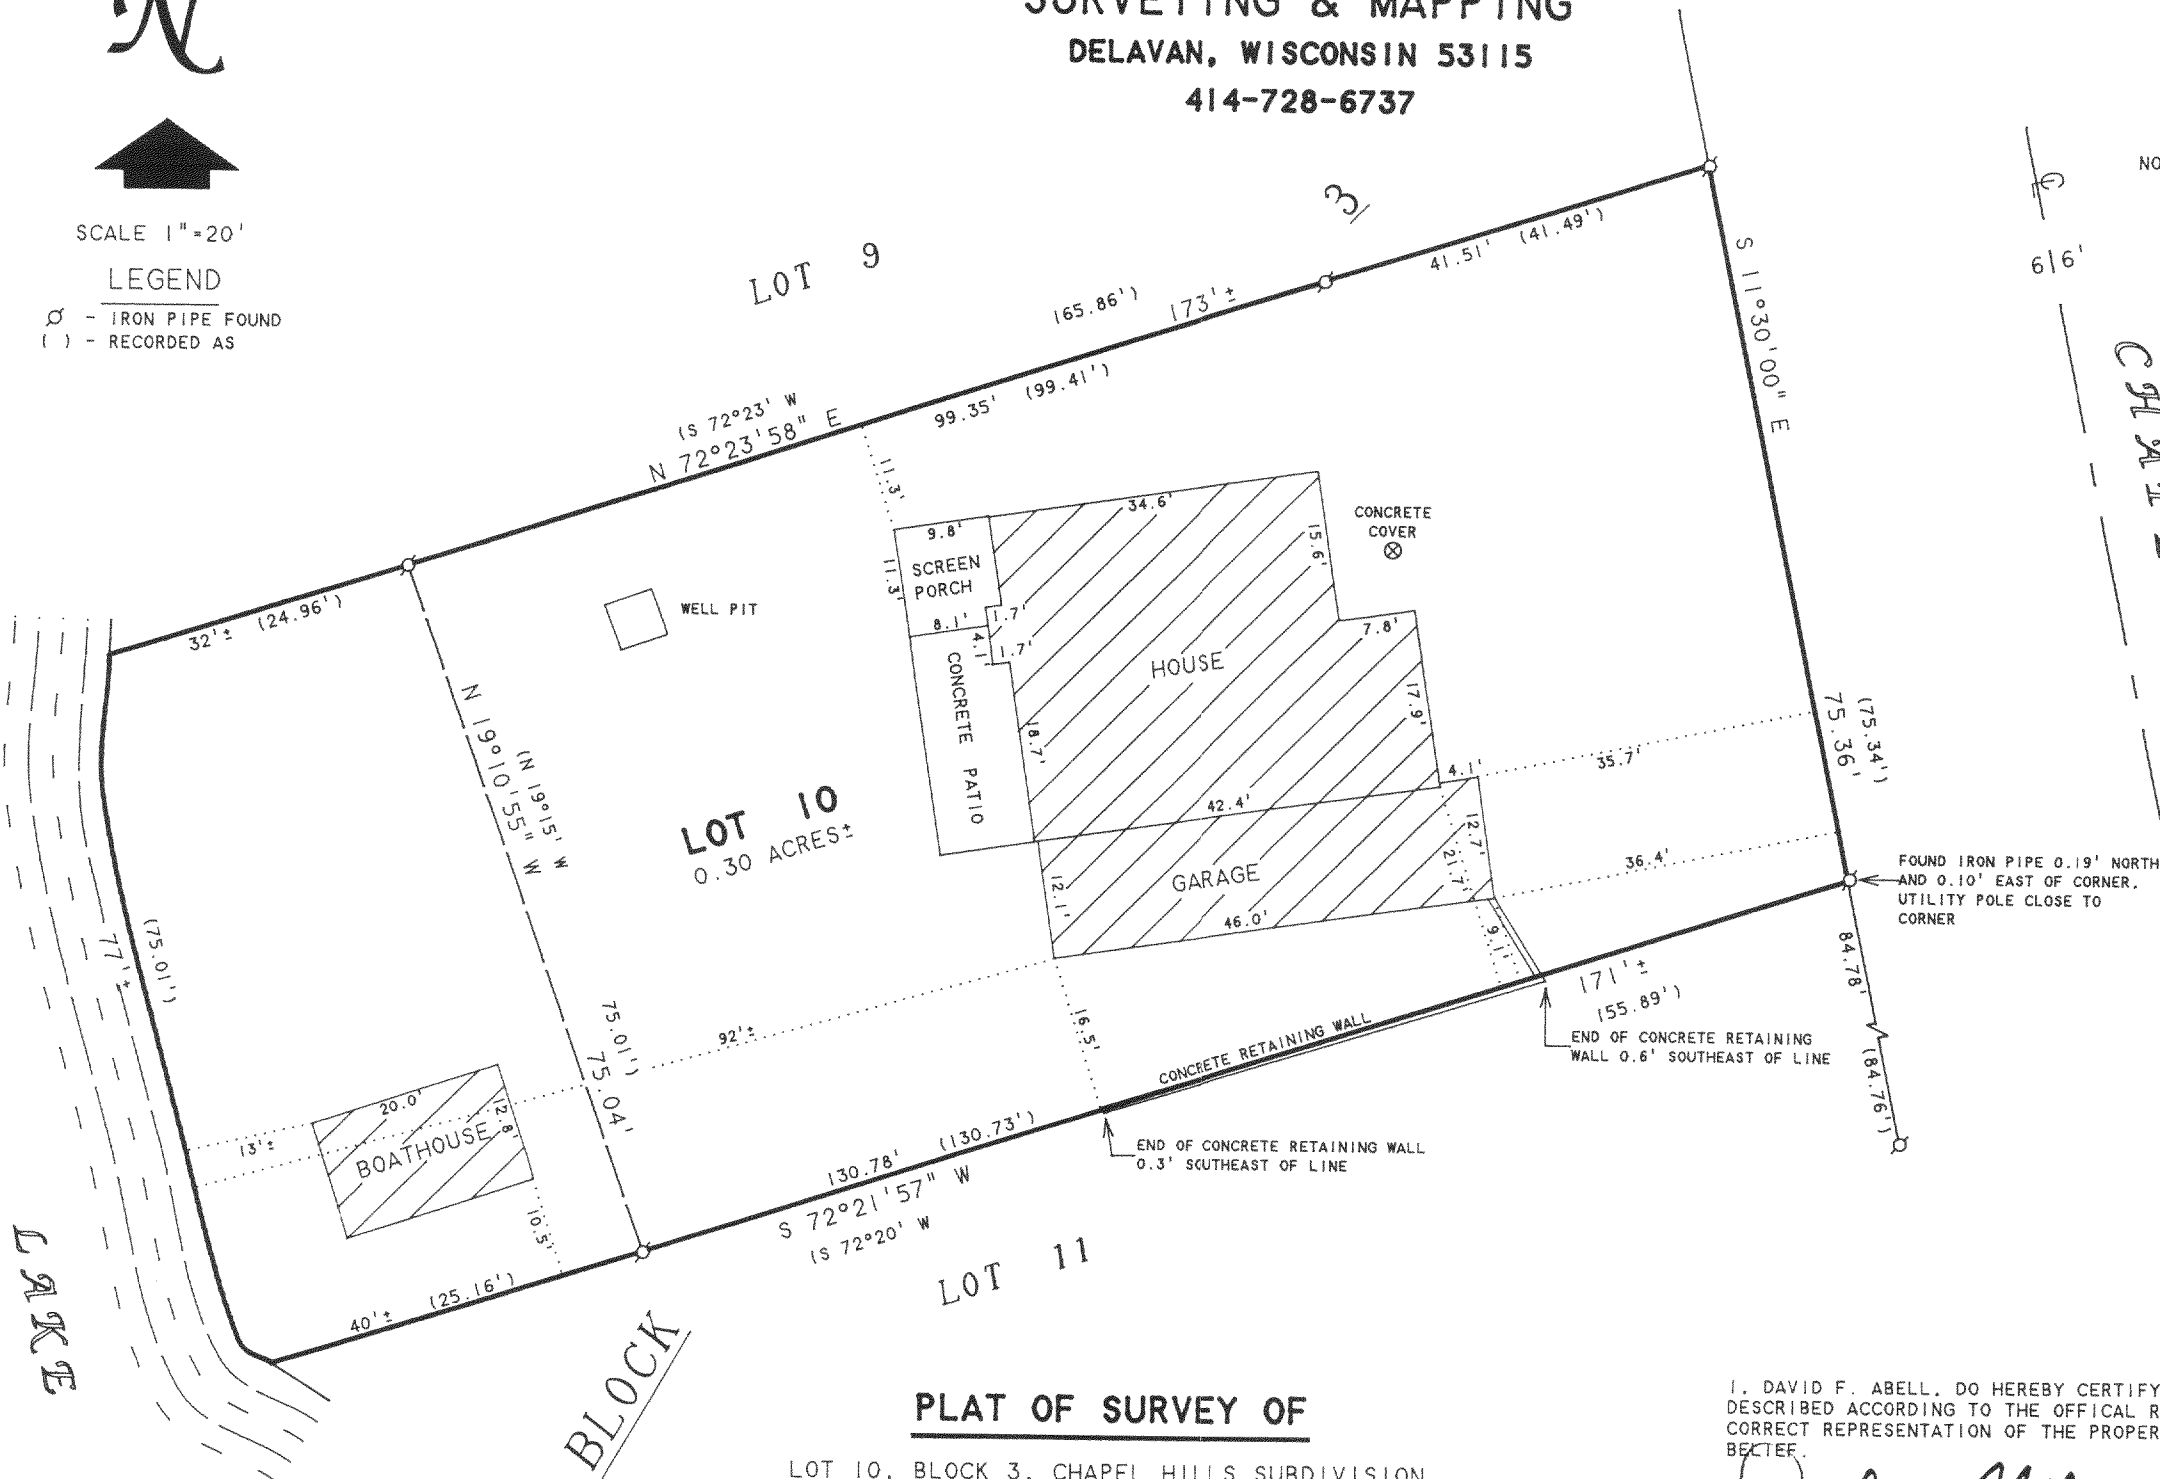 N
SURVEYING & MAPPING
DELAVAN, WISCONSIN 53115
414-728-6737
SCALE 1"=20'
LEGEND
Ø - IRON PIPE FOUND
( ) - RECORDED AS
NO
℄
6|6'
LOT 9
3
(65.86')
173'±
41.51' (41.49')
(S 72°23' W
N 72°23'58" E
99.35' (99.41')
S 11°30'00" E
11.3'
34.6'
9.8'
SCREEN
PORCH
11.3'
15.6'
CONCRETE
COVER
8.1'
1.7'
4.1'
1.7'
7.8'
HOUSE
CONCRETE PATIO
18.7'
17.9'
WELL PIT
32'± (24.96')
N 19°10'55" W
(N 19°15' W
LOT 10
0.30 ACRES±
4.1'
42.4'
35.7'
(75.34')
75.36'
12.7'
21.7'
12.1'
GARAGE
46.0'
36.4'
FOUND IRON PIPE 0.19' NORTH
AND 0.10' EAST OF CORNER.
UTILITY POLE CLOSE TO
CORNER
9.1'
84.78'
(84.76')
171'±
155.89')
(75.01')
77'±
75.01')
75.04'
92'±
16.5'
CONCRETE RETAINING WALL
END OF CONCRETE RETAINING
WALL 0.6' SOUTHEAST OF LINE
END OF CONCRETE RETAINING WALL
0.3' SOUTHEAST OF LINE
20.0'
12.8'
BOATHOUSE
13'±
10.5'
130.78' (130.73')
S 72°21'57" W
(S 72°20' W
40'± (25.16')
LOT 11
LAKE
BLOCK
PLAT OF SURVEY OF
LOT 10, BLOCK 3, CHAPEL HILLS SUBDIVISION
I, DAVID F. ABELL, DO HEREBY CERTIFY
DESCRIBED ACCORDING TO THE OFFICAL R
CORRECT REPRESENTATION OF THE PROPER
BELIEF.